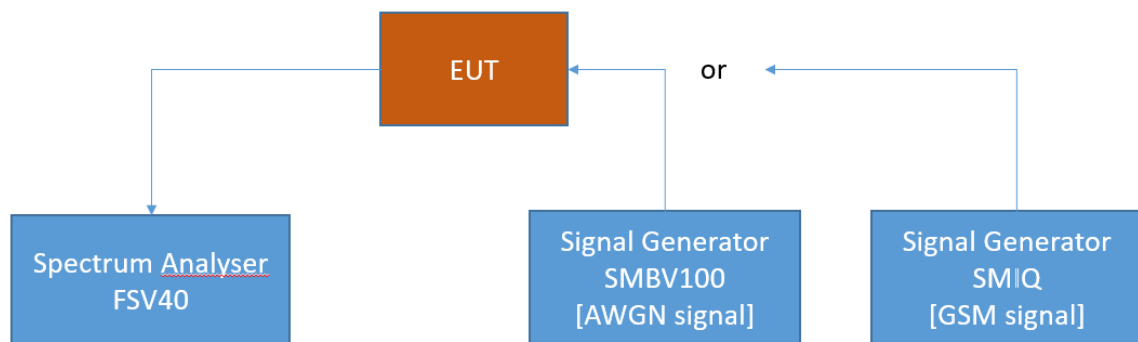 EUT
or
Spectrum Analyser
FSV40
Signal Generator
SMBV100
[AWGN signal]
Signal Generator
SMIQ
[GSM signal]